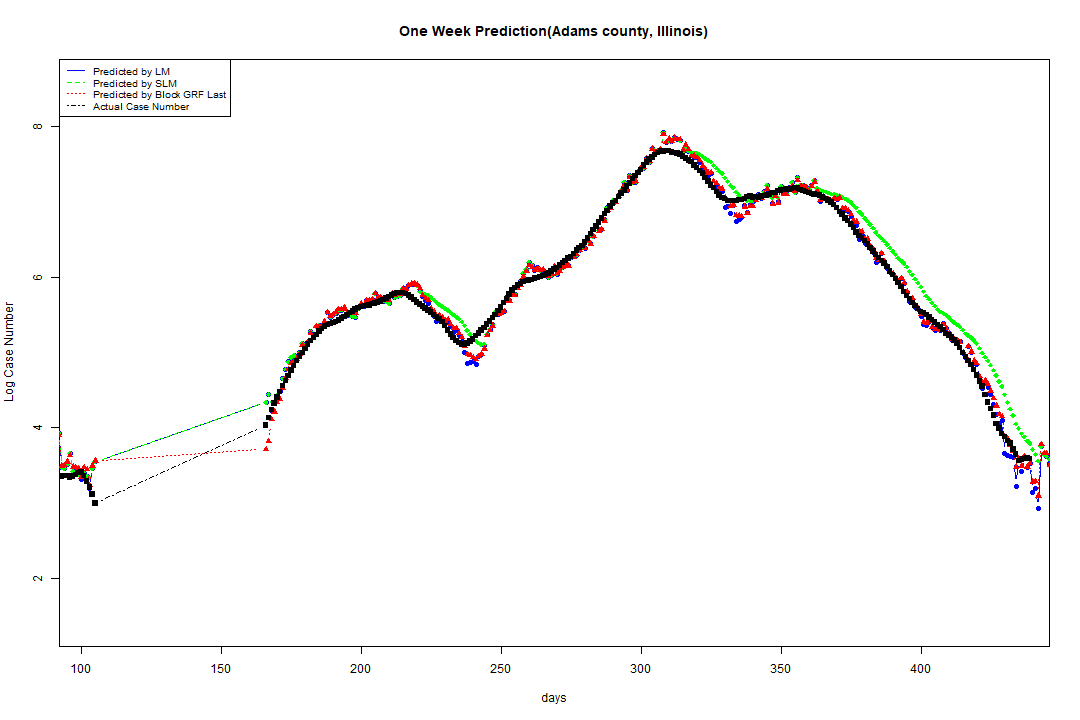 One Week Prediction(Adams county, Illinois)
Predicted by LM
Predicted by SLM
Predicted by Block GRF Last
Actual Case Number
8
6
4
2
Log Case Number
100 150 200 250 300 350 400
days